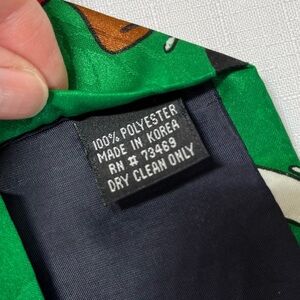 100% POLYESTER
MADE IN KOREA
RN # 73469
DRY CLEAN ONLY